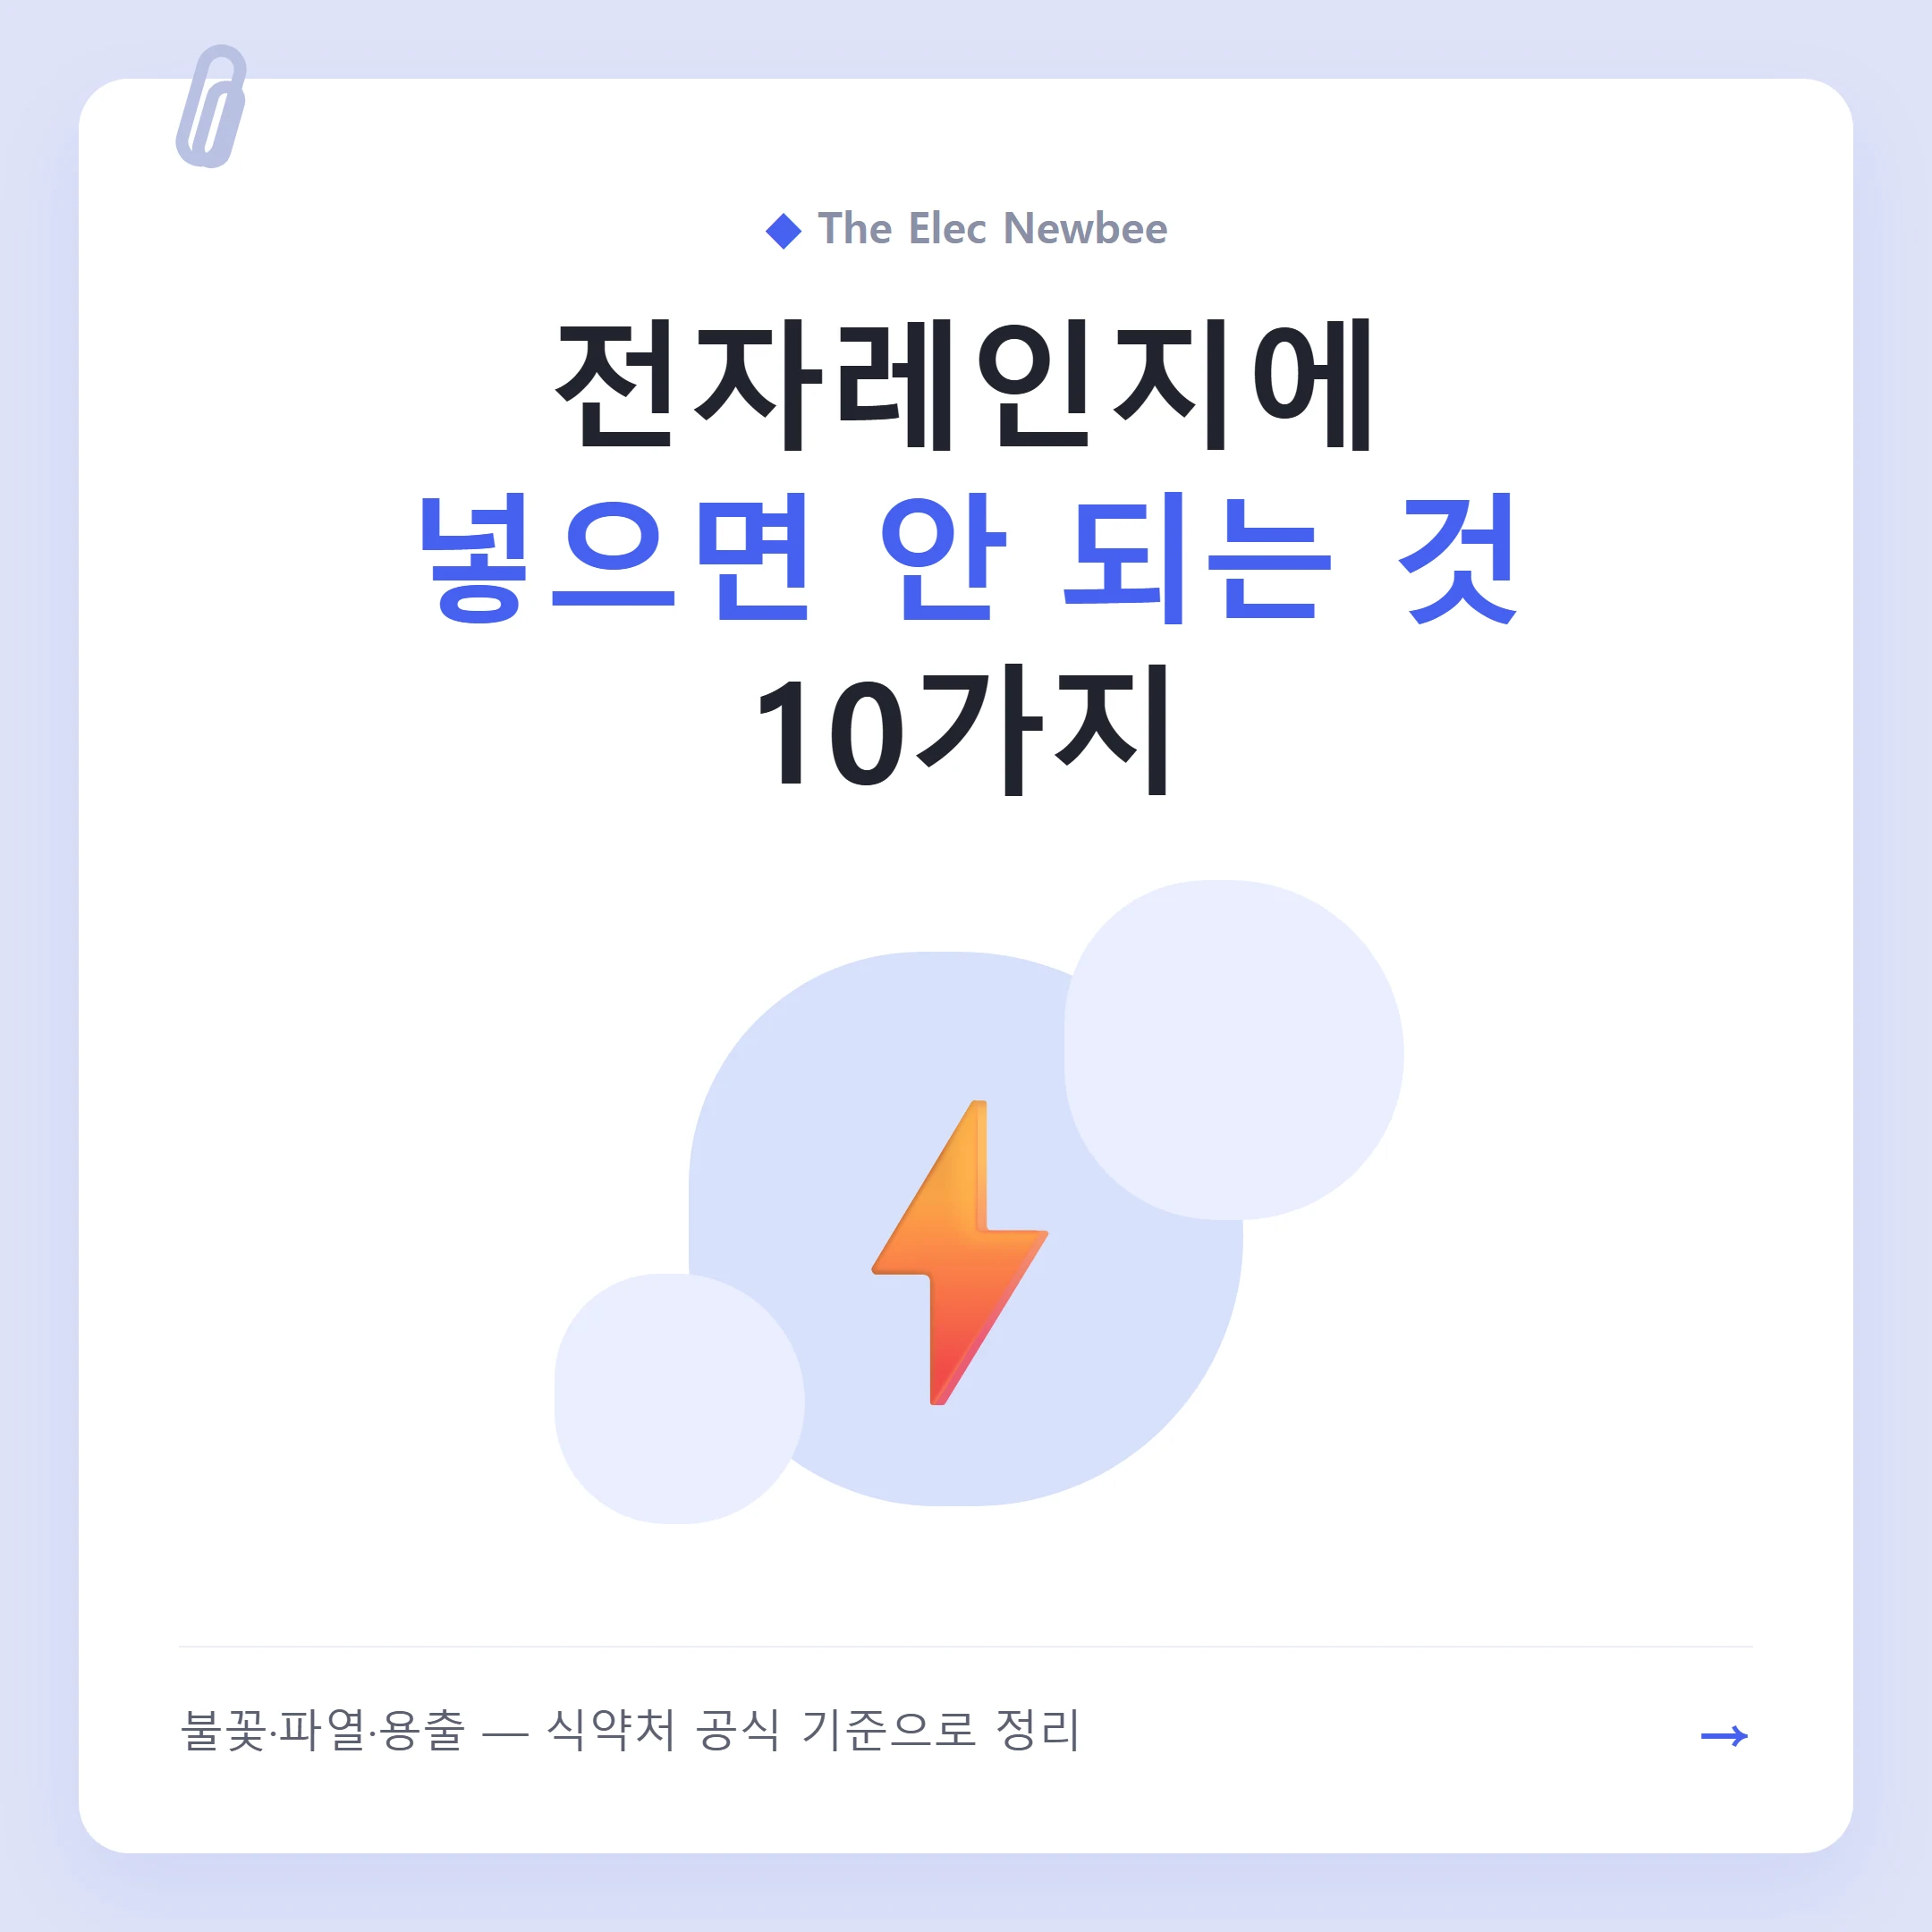 ◆ The Elec Newbee
전자레인지에
넣으면 안 되는 것
10가지
불꽃·파열·용출 — 식약처 공식 기준으로 정리 →